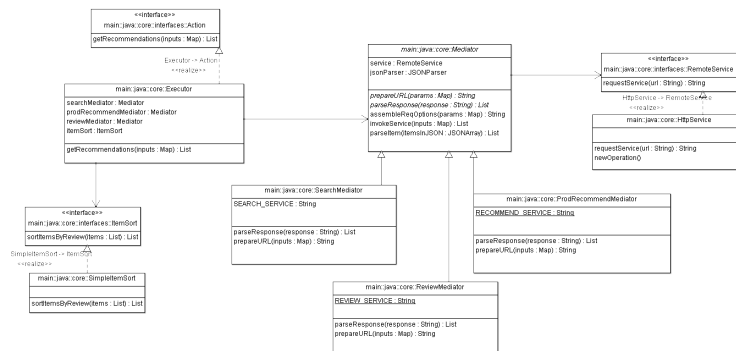 <<interface>>
main::java::core::interfaces::Action
getRecommendations(inputs : Map) : List
Executor -> Action
<<realize>>
main::java::core::Executor
searchMediator : Mediator
prodRecommendMediator : Mediator
reviewMediator : Mediator
itemSort : ItemSort
getRecommendations(inputs : Map) : List
main::java::core::Mediator
service : RemoteService
jsonParser : JSONParser
prepareURL(params : Map) : String
parseResponse(response : String) : List
assembleReqOptions(params : Map) : String
invokeService(inputs : Map) : List
parseItem(itemsInJSON : JSONArray) : List
<<interface>>
main::java::core::interfaces::RemoteService
requestService(url : String) : String
HttpService -> RemoteService
<<realize>>
main::java::core::HttpService
requestService(url : String) : String
newOperation()
main::java::core::SearchMediator
SEARCH_SERVICE : String
parseResponse(response : String) : List
prepareURL(inputs : Map) : String
main::java::core::ProdRecommendMediator
RECOMMEND_SERVICE : String
parseResponse(response : String) : List
prepareURL(inputs : Map) : String
<<interface>>
main::java::core::interfaces::ItemSort
sortItemsByReview(items : List) : List
SimpleItemSort -> ItemSort
<<realize>>
main::java::core::SimpleItemSort
sortItemsByReview(items : List) : List
main::java::core::ReviewMediator
REVIEW_SERVICE : String
parseResponse(response : String) : List
prepareURL(inputs : Map) : String